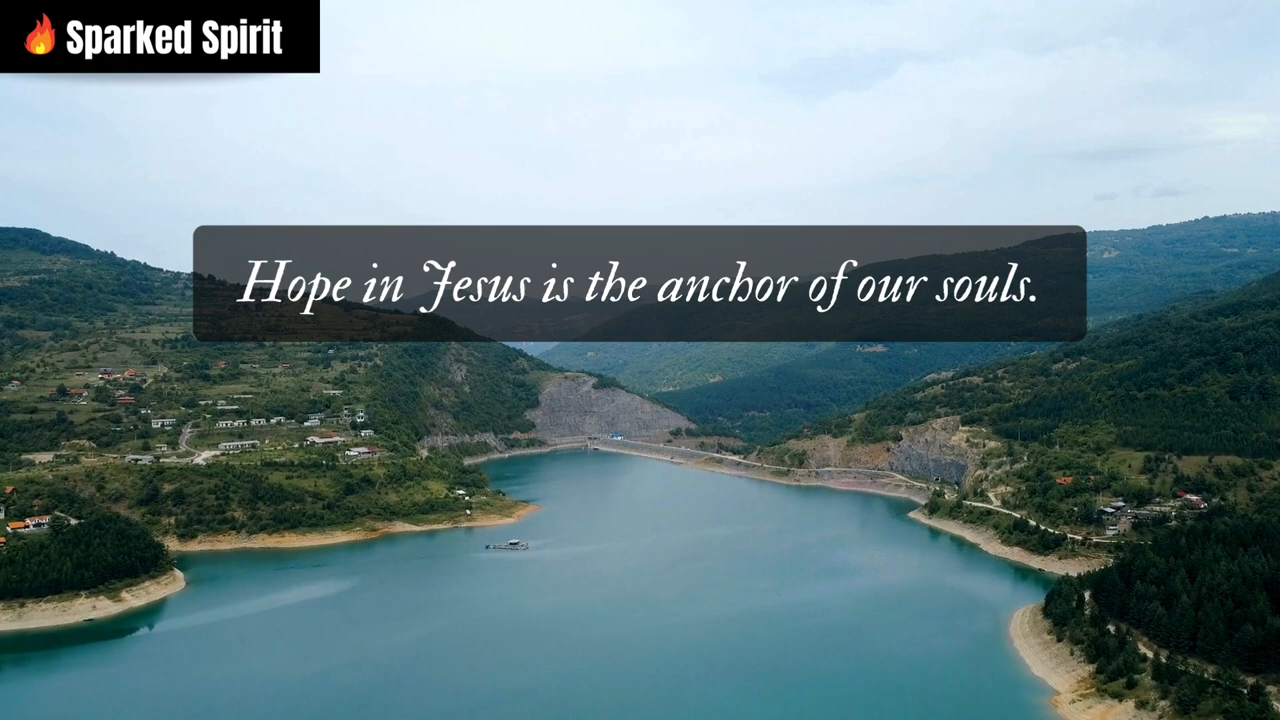 Sparked Spirit
Hope in Jesus is the anchor of our souls.